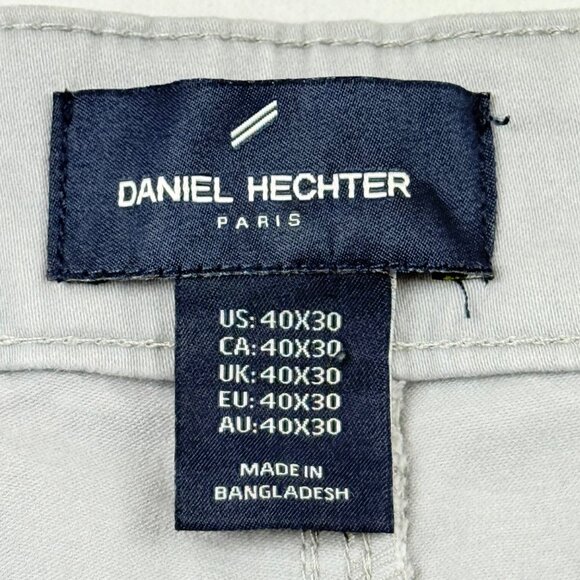 DANIEL HECHTER
PARIS
US: 40X30
CA: 40X30
UK: 40X30
EU: 40X30
AU:40X30
MADE IN
BANGLADESH